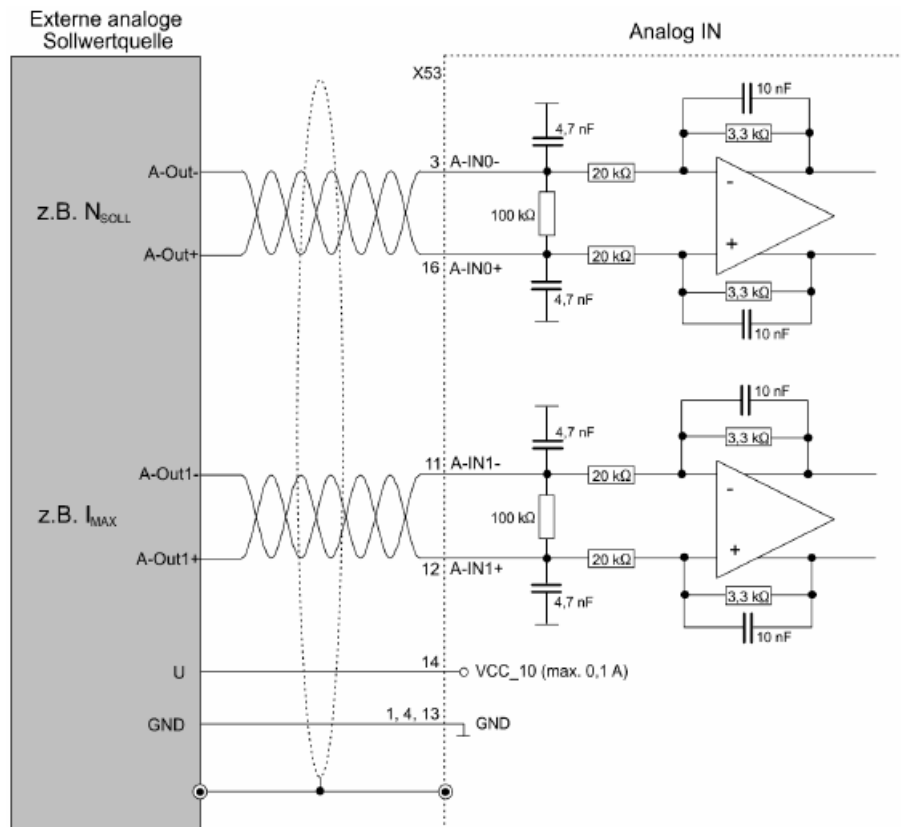 Externe analoge
Sollwertquelle
Analog IN
X53
10 nF
4,7 nF
3,3 kΩ
A-Out-
3 A-IN0-
20 kΩ
-
z.B. NSOLL
100 kΩ
A-Out+
+
16 A-IN0+
20 kΩ
4,7 nF
3,3 kΩ
10 nF
10 nF
4,7 nF
3,3 kΩ
A-Out1-
11 A-IN1-
20 kΩ
-
z.B. IMAX
100 kΩ
A-Out1+
+
12 A-IN1+
20 kΩ
4,7 nF
3,3 kΩ
10 nF
U
14
VCC_10 (max. 0,1 A)
GND
1, 4, 13
GND